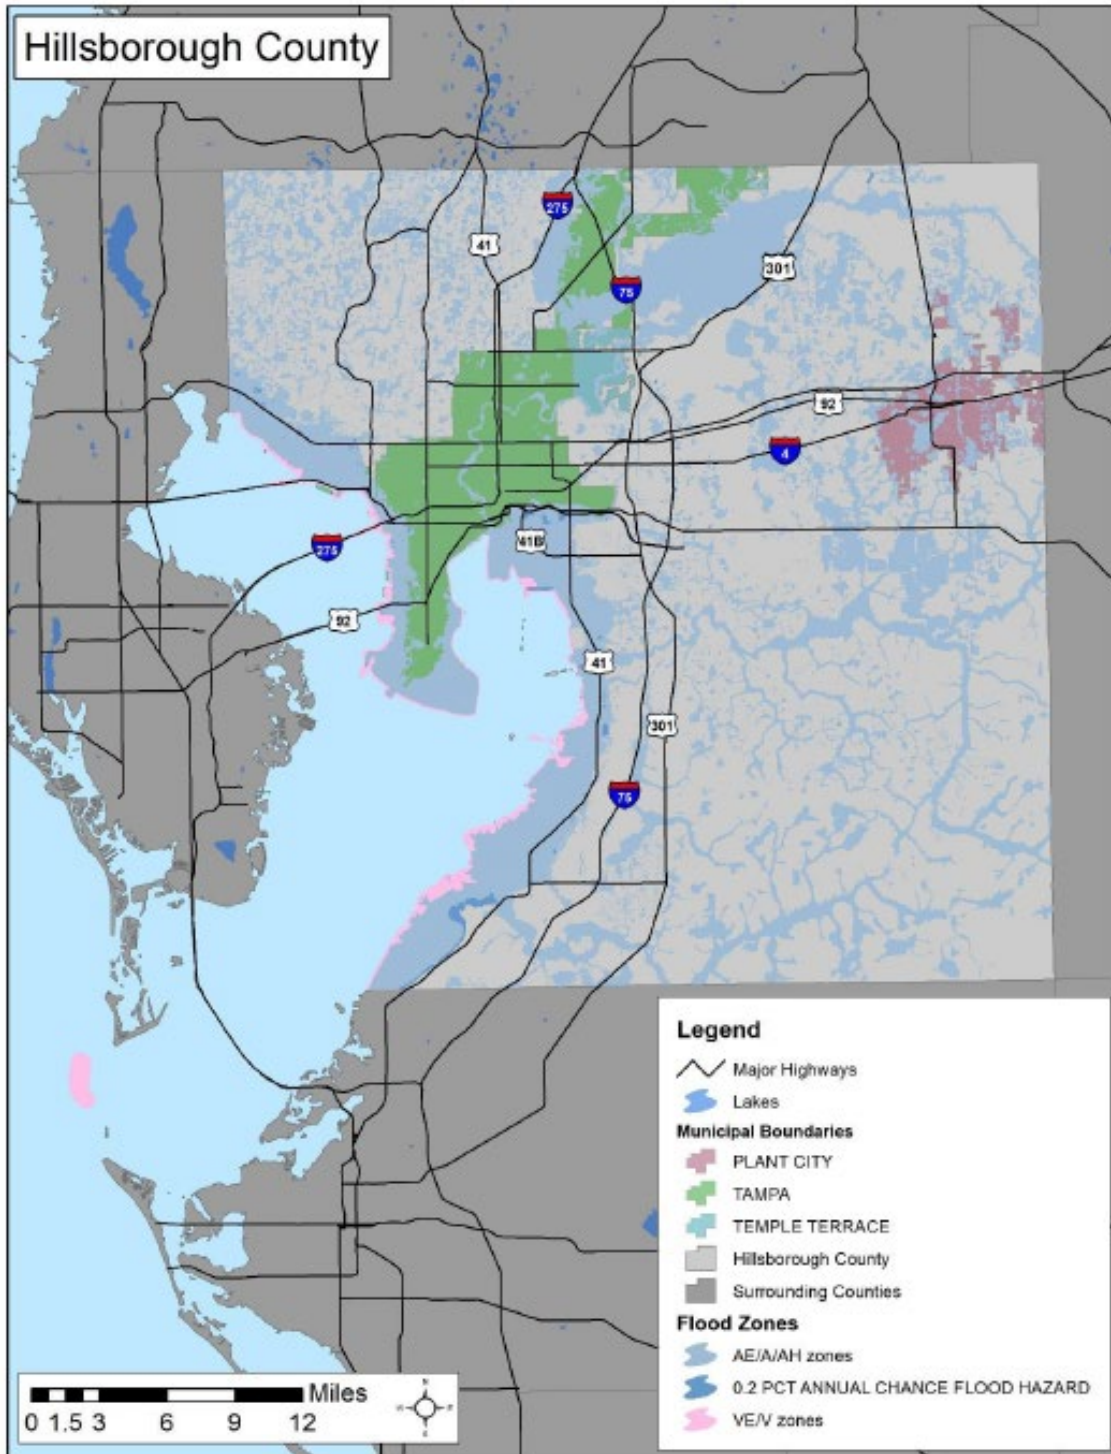 Hillsborough County
275
41
75
301
92
4
275
41B
92
41
301
75
Legend
Major Highways
Lakes
Municipal Boundaries
PLANT CITY
TAMPA
TEMPLE TERRACE
Hillsborough County
Surrounding Counties
Flood Zones
AE/A/AH zones
0.2 PCT ANNUAL CHANCE FLOOD HAZARD
VE/V zones
Miles
0 1.5 3 6 9 12
N
W E
S